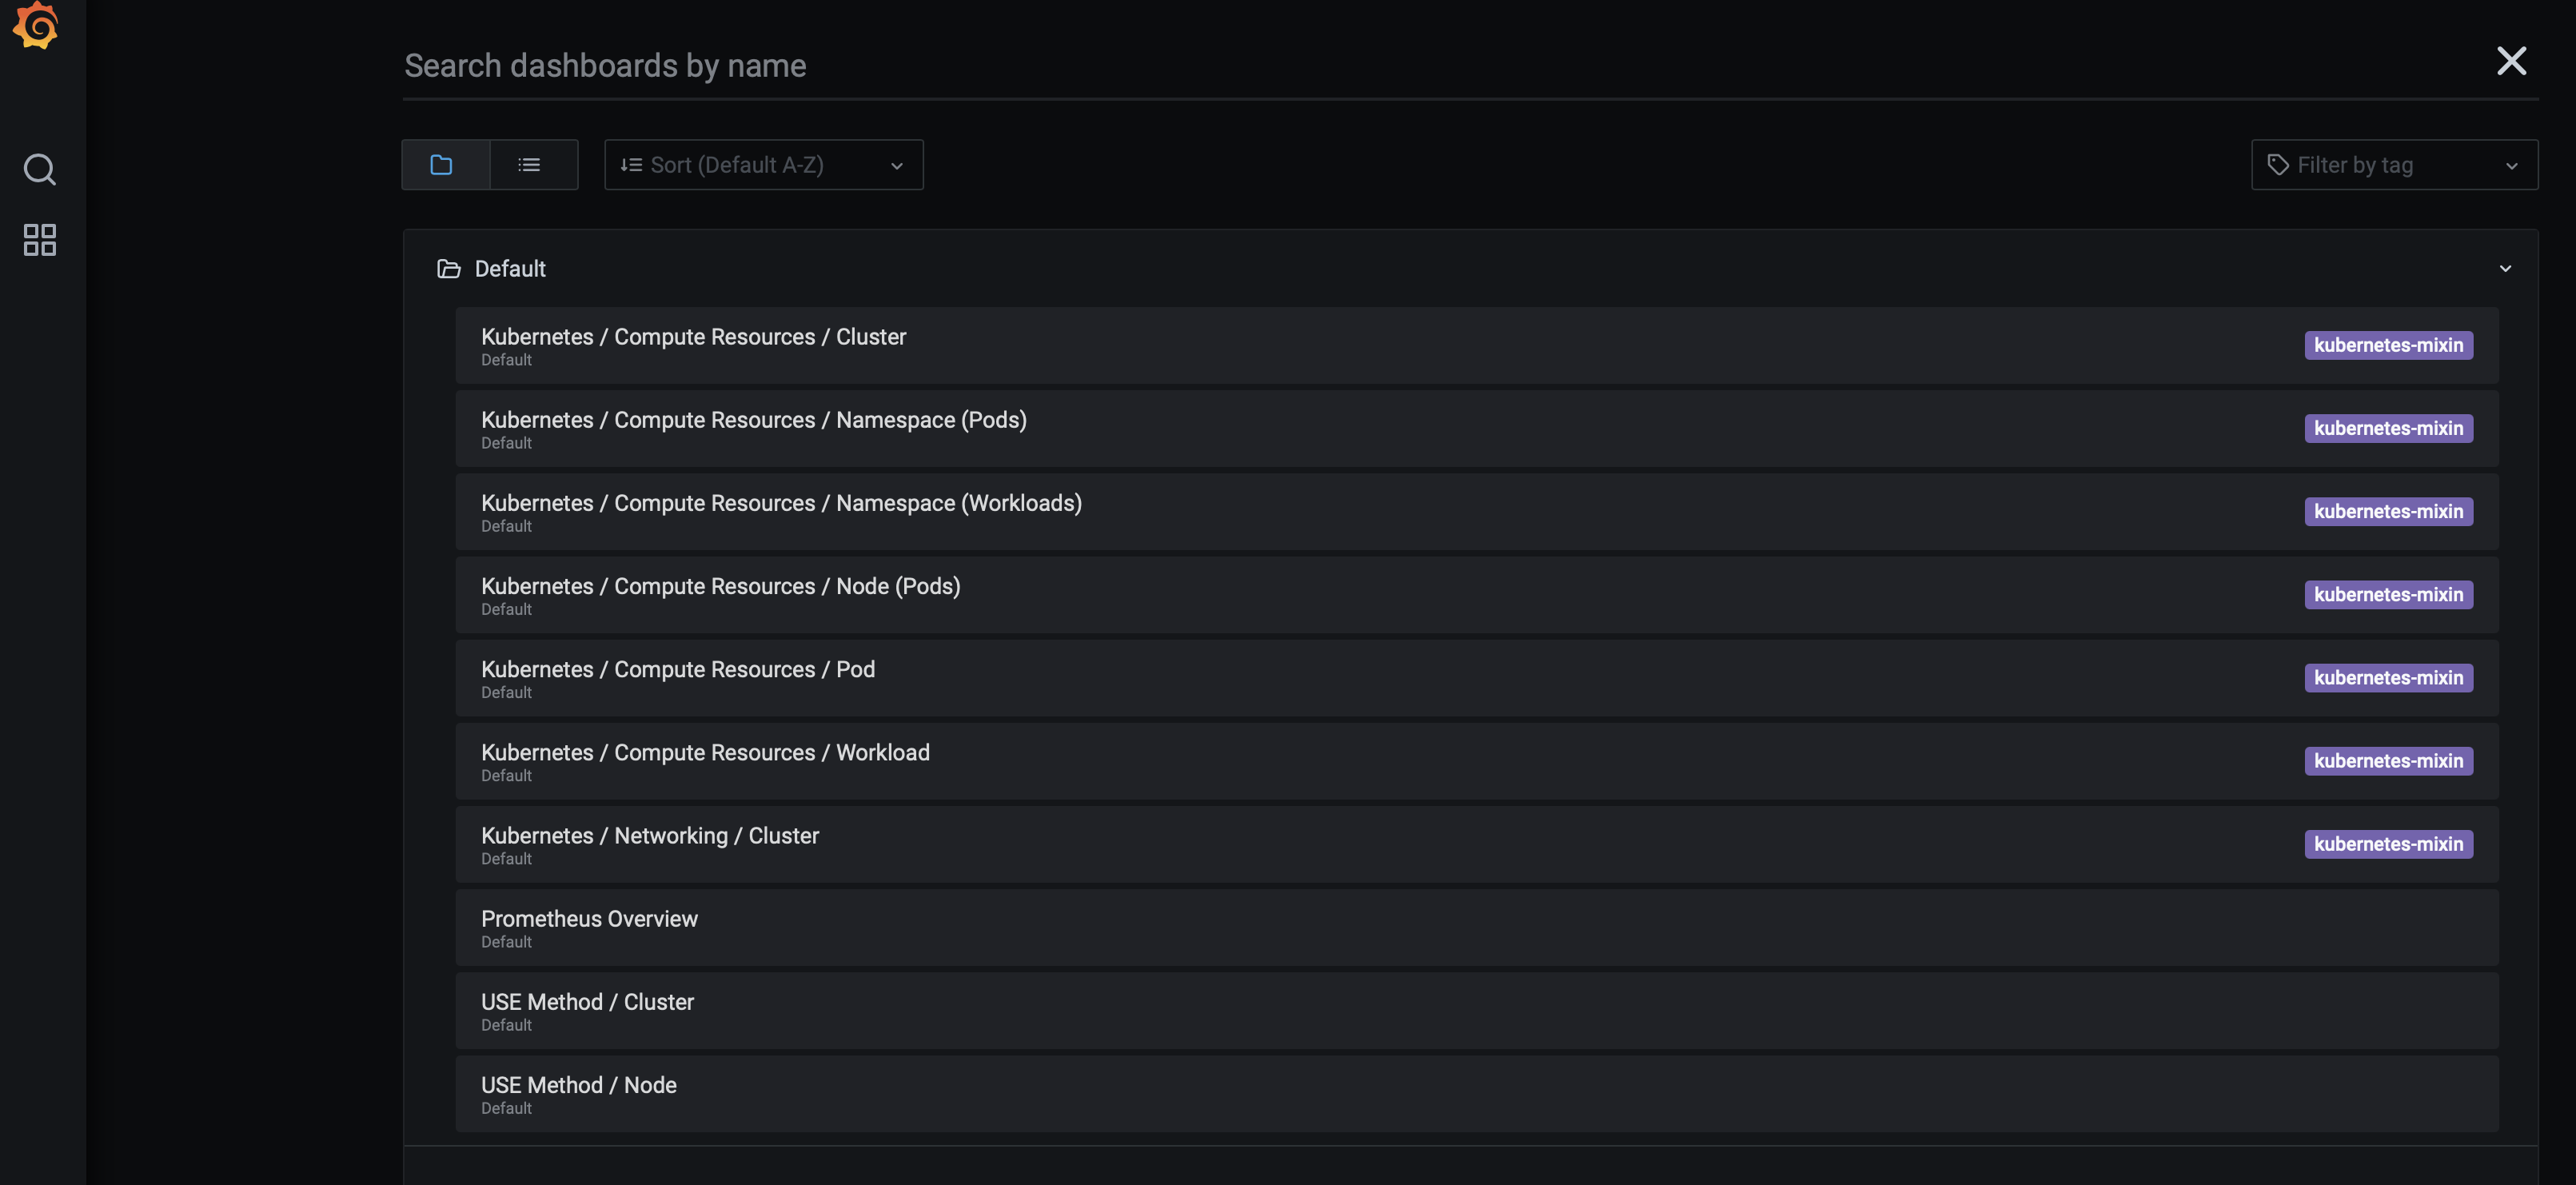 Search dashboards by name
Sort (Default A-Z)
Filter by tag
Default
Kubernetes / Compute Resources / Cluster
Default
kubernetes-mixin
Kubernetes / Compute Resources / Namespace (Pods)
Default
kubernetes-mixin
Kubernetes / Compute Resources / Namespace (Workloads)
Default
kubernetes-mixin
Kubernetes / Compute Resources / Node (Pods)
Default
kubernetes-mixin
Kubernetes / Compute Resources / Pod
Default
kubernetes-mixin
Kubernetes / Compute Resources / Workload
Default
kubernetes-mixin
Kubernetes / Networking / Cluster
Default
kubernetes-mixin
Prometheus Overview
Default
USE Method / Cluster
Default
USE Method / Node
Default